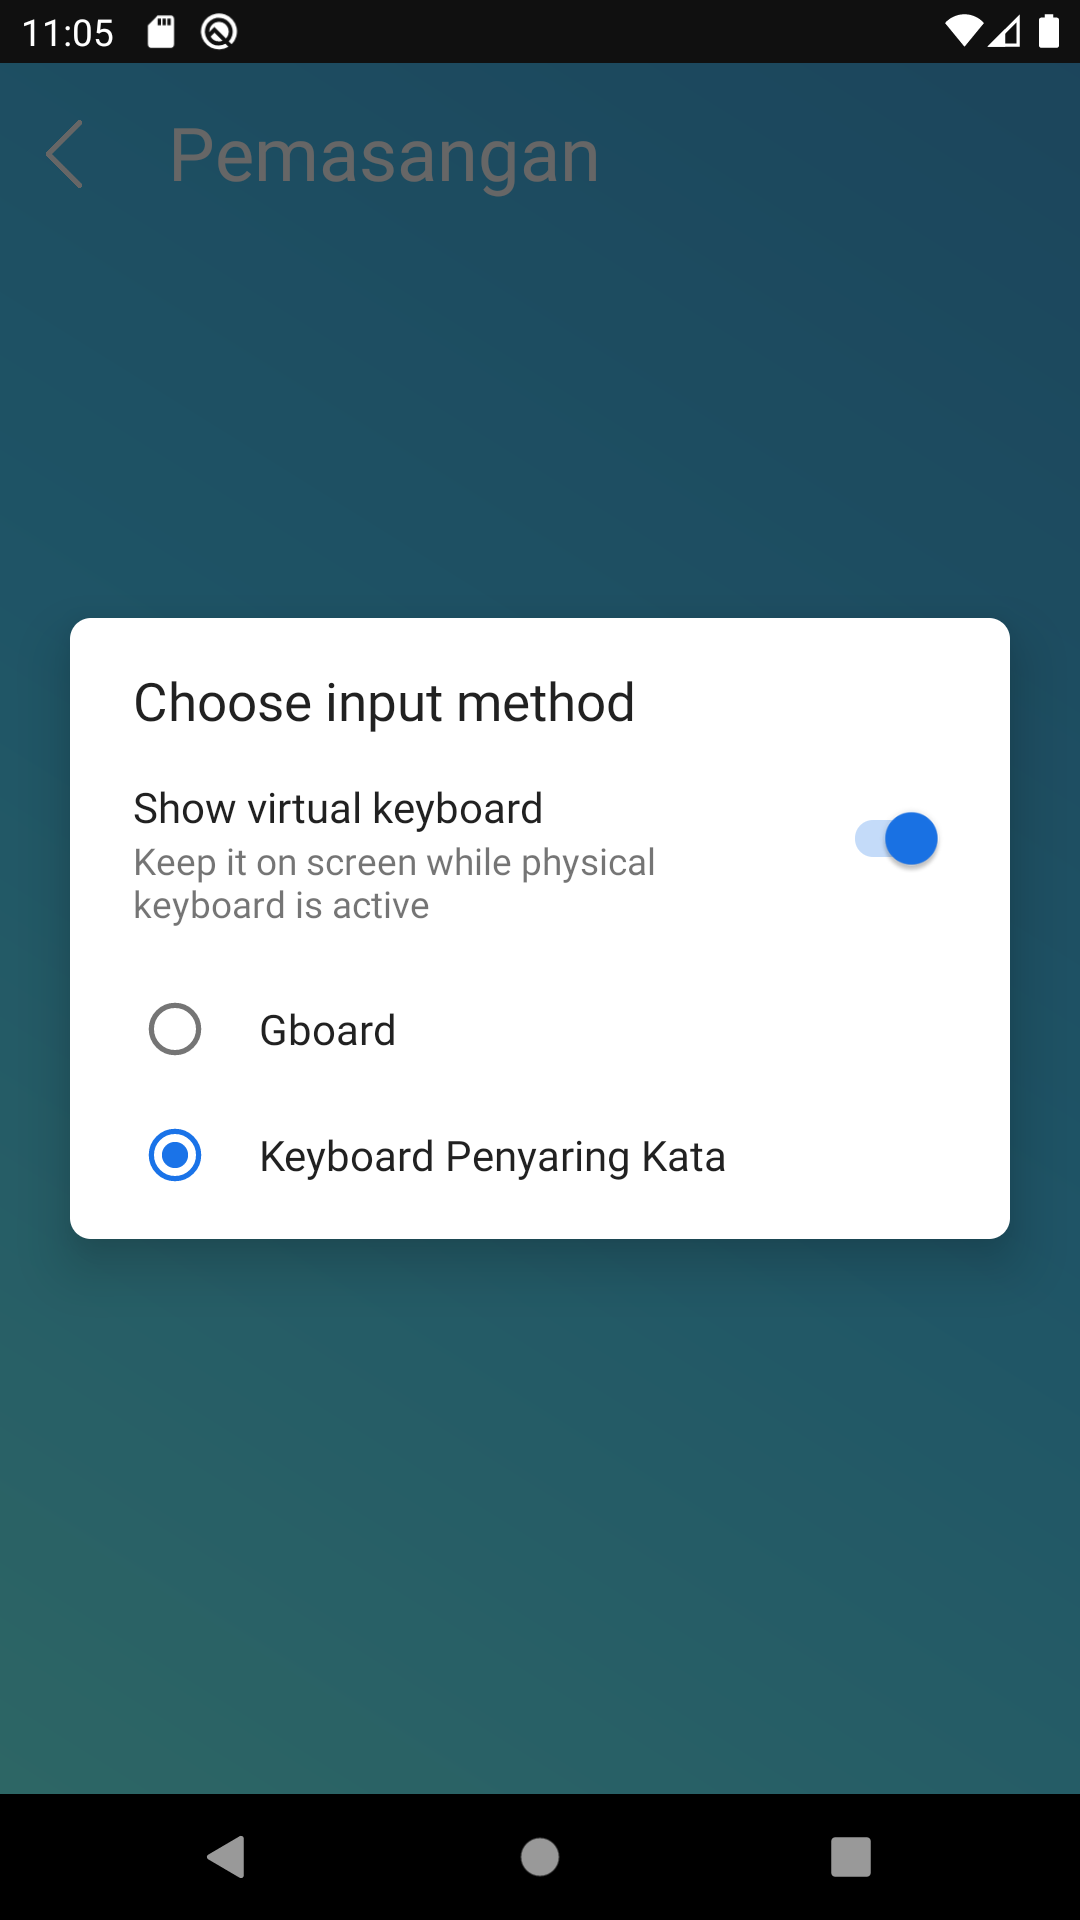 11:05
Pemasangan
Choose input method
Show virtual keyboard
Keep it on screen while physical
keyboard is active
Gboard
Keyboard Penyaring Kata